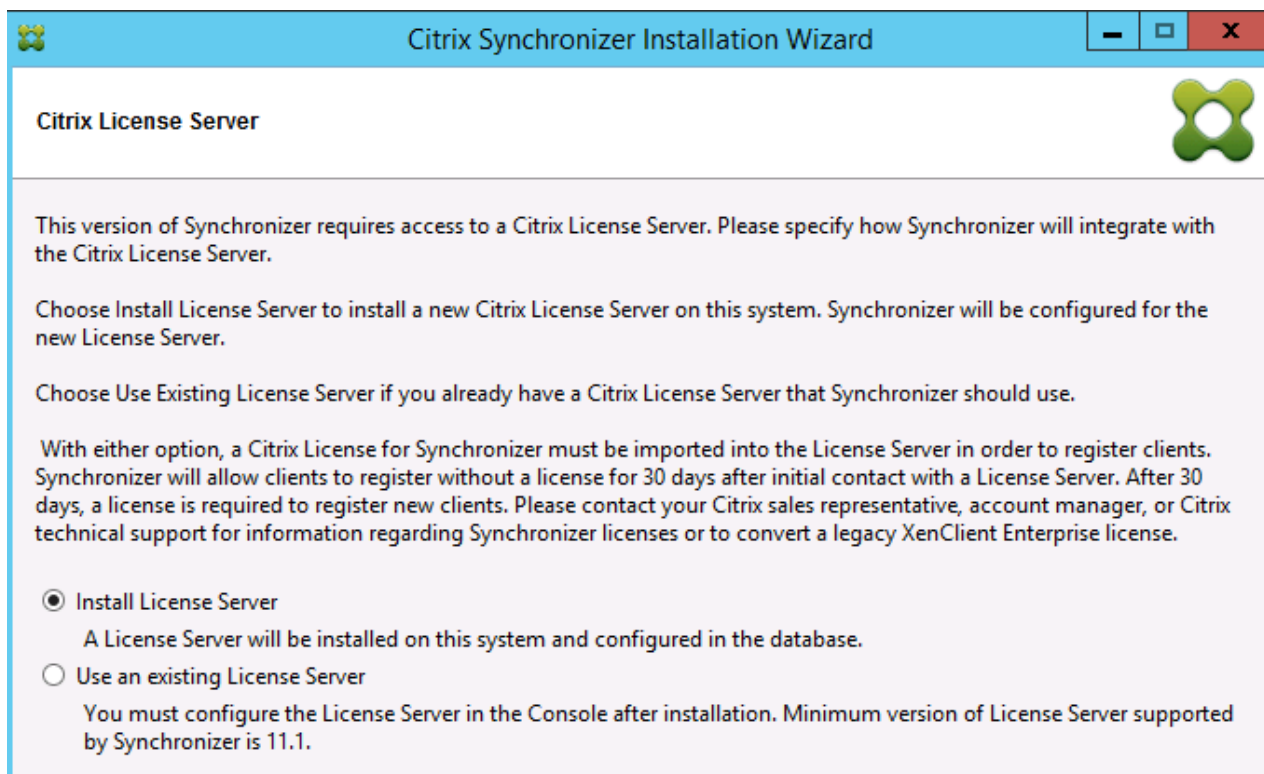 Citrix Synchronizer Installation Wizard
Citrix License Server
This version of Synchronizer requires access to a Citrix License Server. Please specify how Synchronizer will integrate with
the Citrix License Server.
Choose Install License Server to install a new Citrix License Server on this system. Synchronizer will be configured for the
new License Server.
Choose Use Existing License Server if you already have a Citrix License Server that Synchronizer should use.
With either option, a Citrix License for Synchronizer must be imported into the License Server in order to register clients.
Synchronizer will allow clients to register without a license for 30 days after initial contact with a License Server. After 30
days, a license is required to register new clients. Please contact your Citrix sales representative, account manager, or Citrix
technical support for information regarding Synchronizer licenses or to convert a legacy XenClient Enterprise license.
Install License Server
A License Server will be installed on this system and configured in the database.
Use an existing License Server
You must configure the License Server in the Console after installation. Minimum version of License Server supported
by Synchronizer is 11.1.